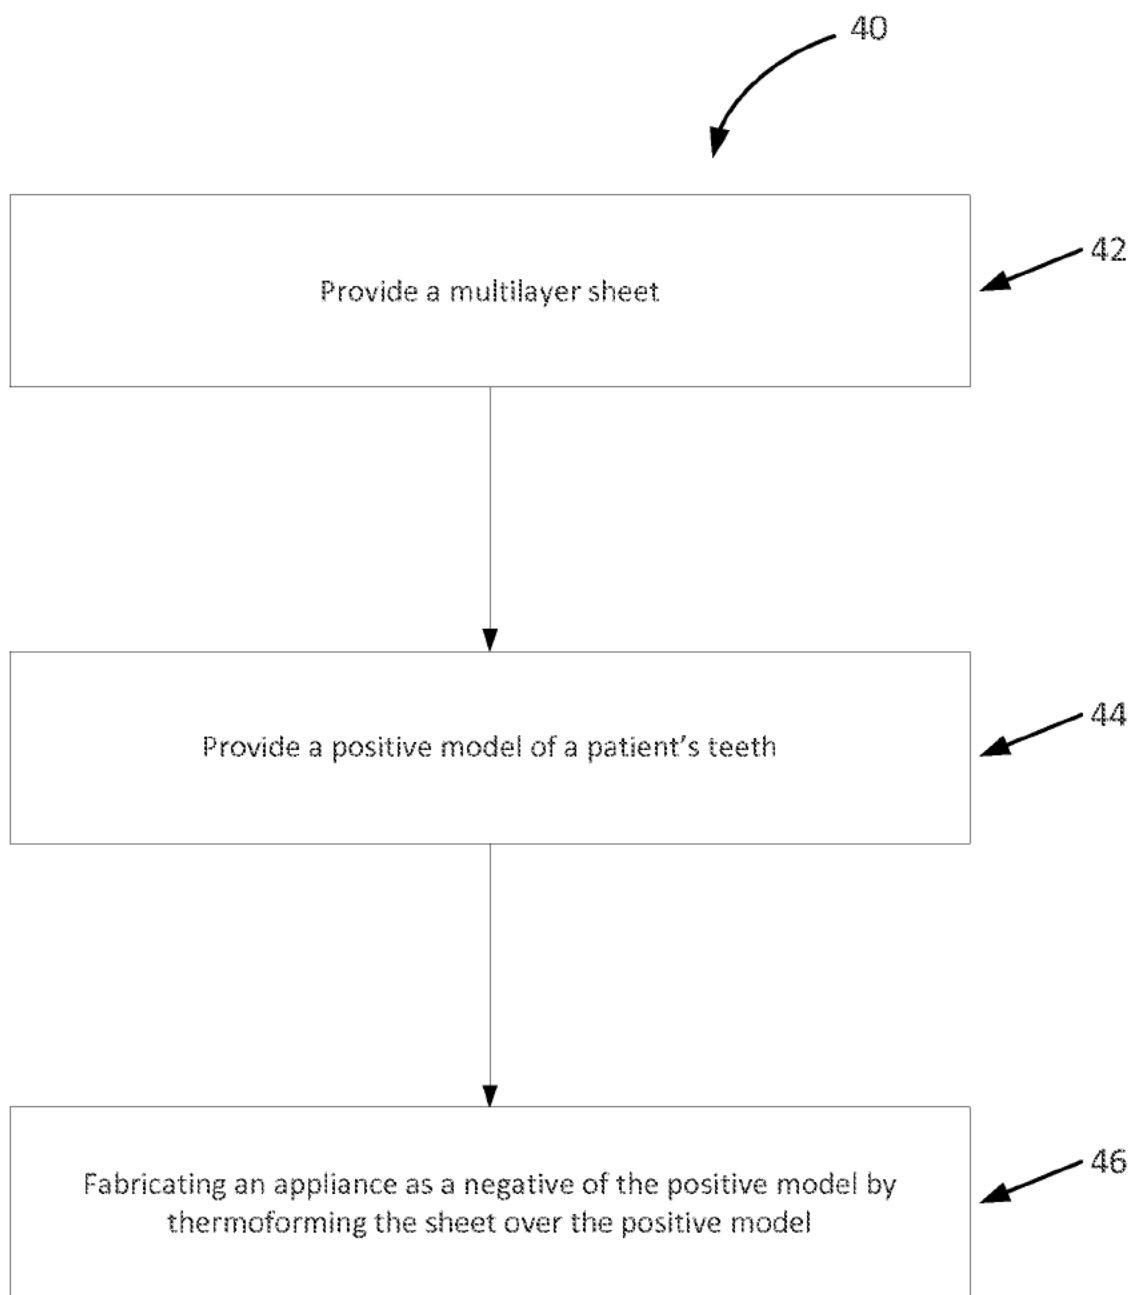 40
Provide a multilayer sheet
42
Provide a positive model of a patient's teeth
44
Fabricating an appliance as a negative of the positive model by
thermoforming the sheet over the positive model
46